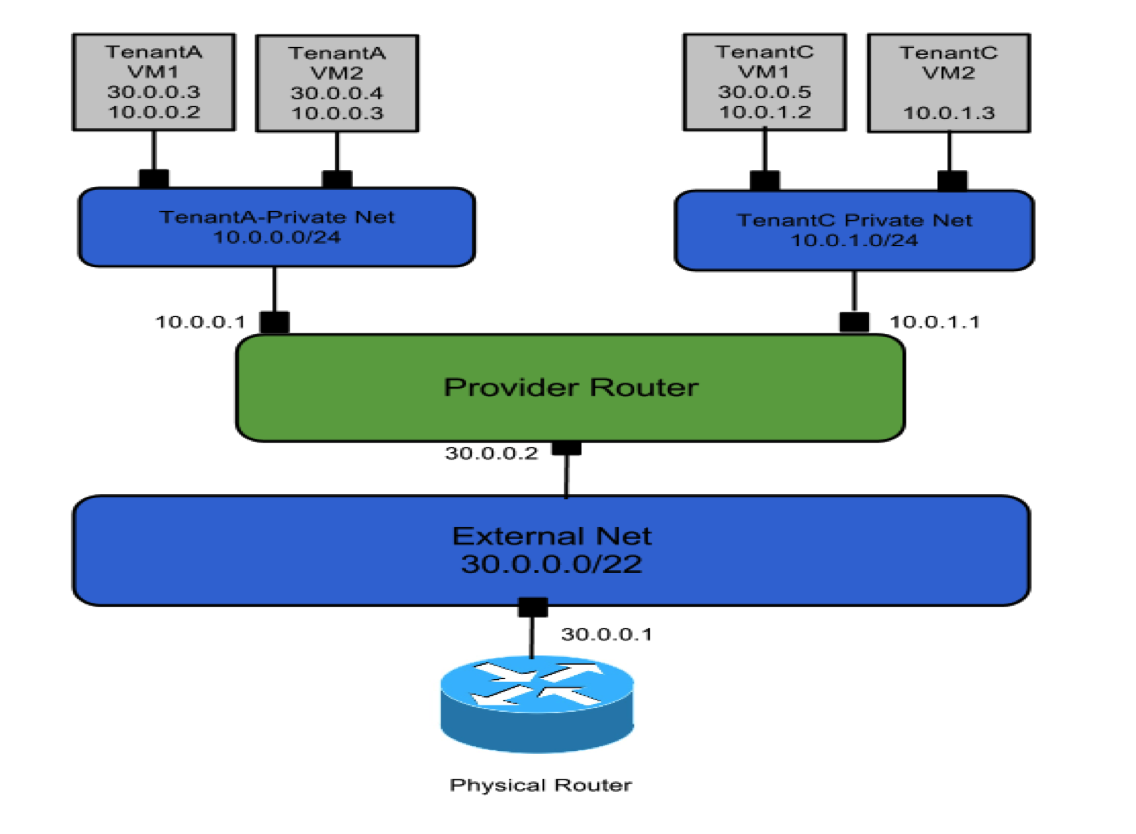 TenantA
VM1
30.0.0.3
10.0.0.2
TenantA
VM2
30.0.0.4
10.0.0.3
TenantC
VM1
30.0.0.5
10.0.1.2
TenantC
VM2
10.0.1.3
TenantA-Private Net
10.0.0.0/24
TenantC Private Net
10.0.1.0/24
10.0.0.1
10.0.1.1
Provider Router
30.0.0.2
External Net
30.0.0.0/22
30.0.0.1
Physical Router